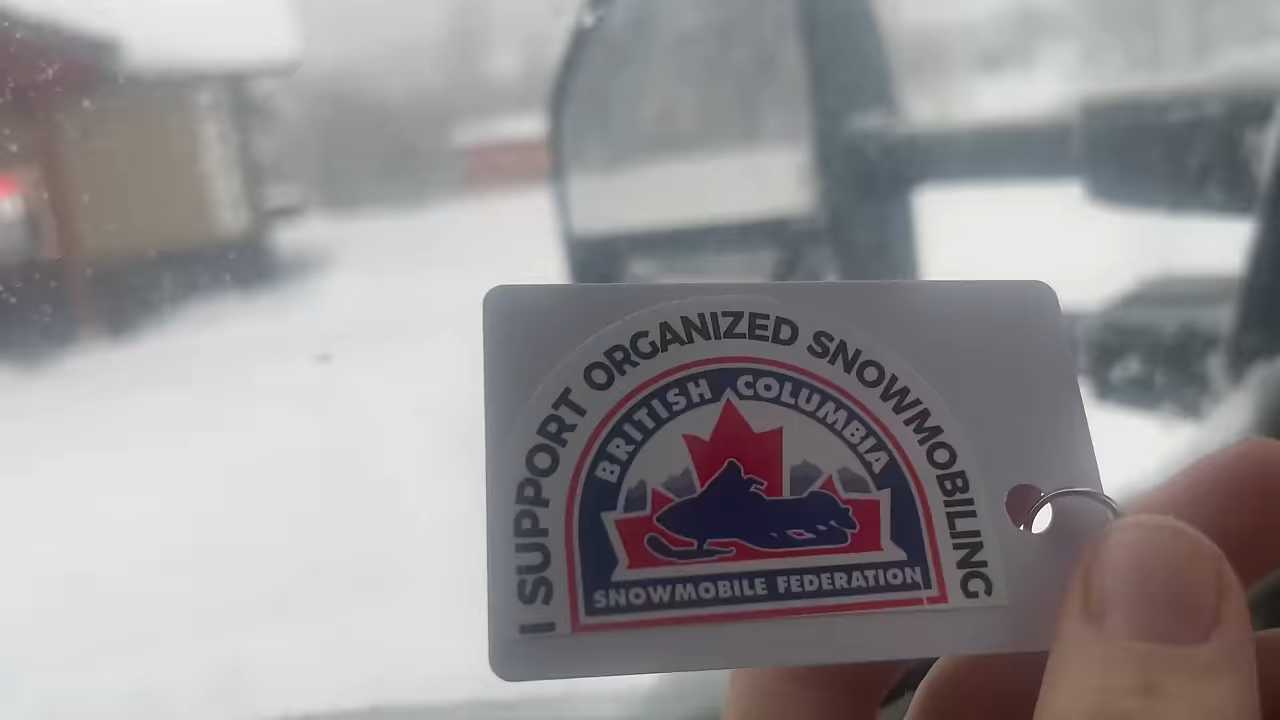 I SUPPORT ORGANIZED SNOWMOBILING
BRITISH COLUMBIA
SNOWMOBILE FEDERATION